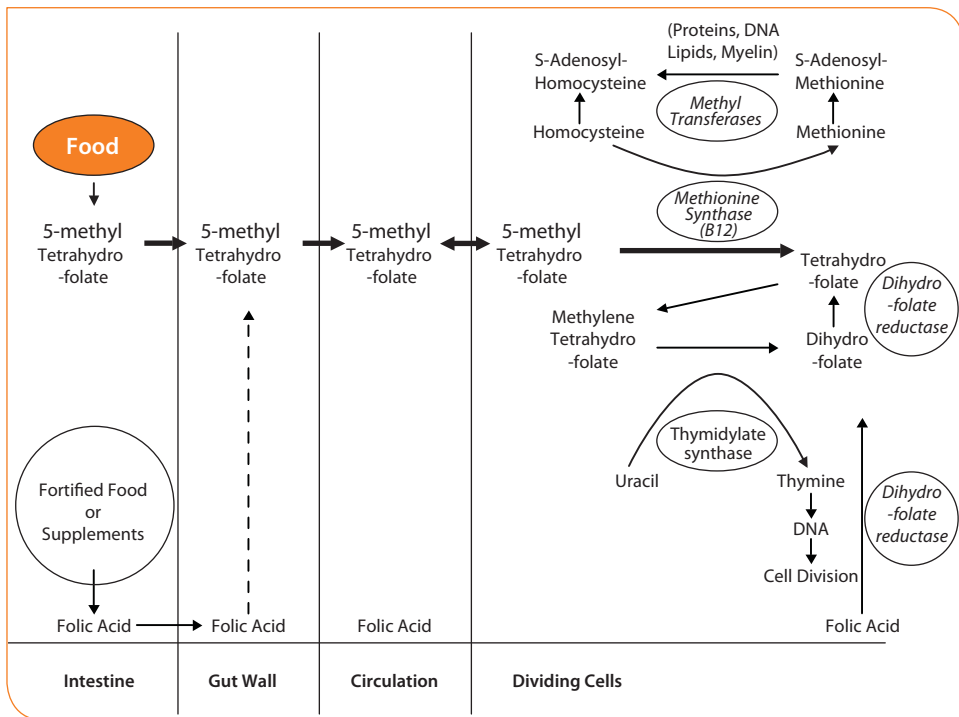 (Proteins, DNA
Lipids, Myelin)
S-Adenosyl-
Homocysteine
S-Adenosyl-
Methionine
Methyl
Transferases
Homocysteine
Methionine
Food
Methionine
Synthase
(B12)
5-methyl
Tetrahydro
-folate
5-methyl
Tetrahydro
-folate
5-methyl
Tetrahydro
-folate
5-methyl
Tetrahydro
-folate
Tetrahydro
-folate
Dihydro
-folate
reductase
Methylene
Tetrahydro
-folate
Dihydro
-folate
Thymidylate
synthase
Uracil
Thymine
DNA
Cell Division
Fortified Food
or
Supplements
Dihydro
-folate
reductase
Folic Acid
Folic Acid
Folic Acid
Folic Acid
Intestine
Gut Wall
Circulation
Dividing Cells